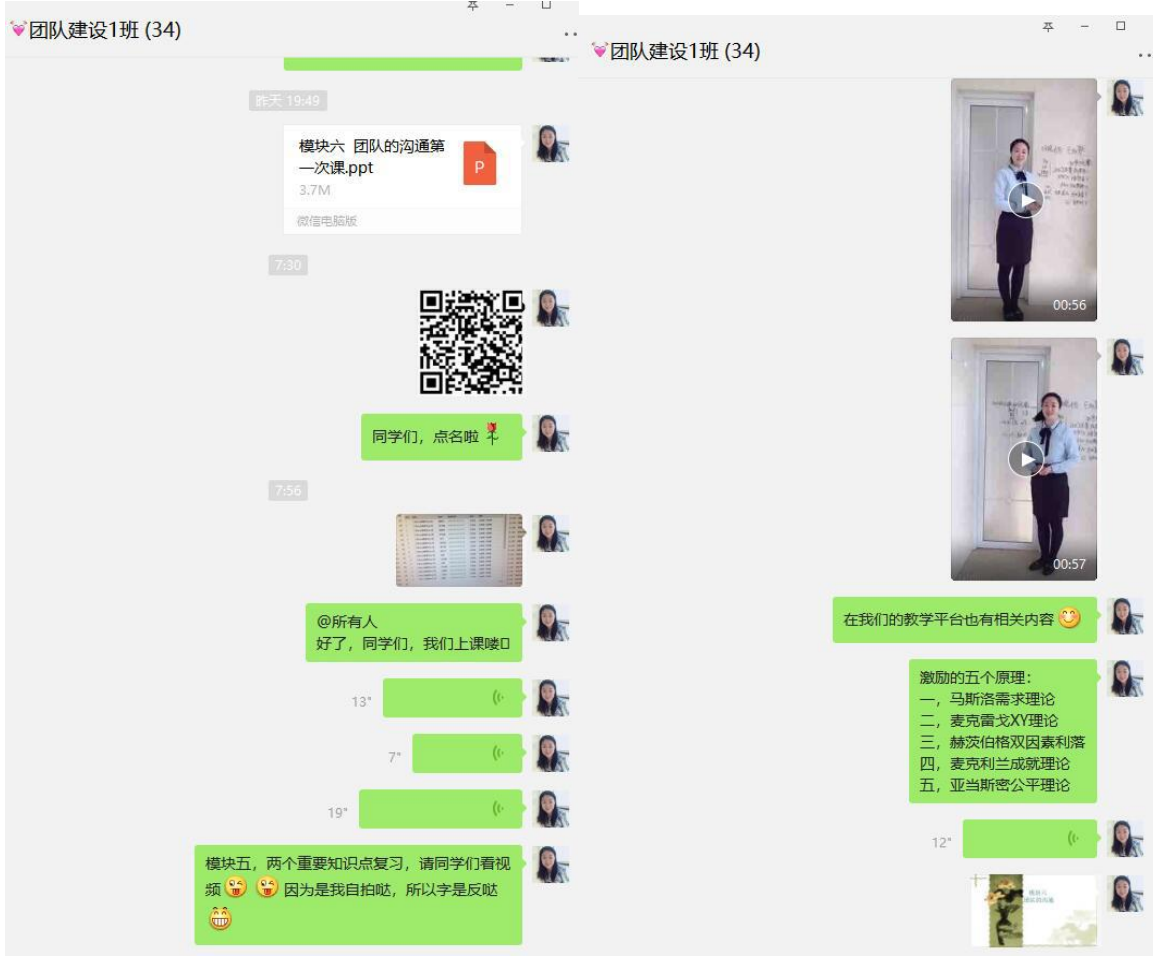 团队建设1班 (34)
昨天 19:49
模块六 团队的沟通第
一次课.ppt
3.7M
微信电脑版
7:30
同学们，点名啦
7:56
@所有人
好了，同学们，我们上课喽
13"
7"
19"
模块五，两个重要知识点复习，请同学们看视
频 因为是我自拍哒，所以字是反哒
团队建设1班 (34)
00:56
00:57
在我们的教学平台也有相关内容
激励的五个原理：
一，马斯洛需求理论
二，麦克雷戈XY理论
三，赫茨伯格双因素利落
四，麦克利兰成就理论
五，亚当斯密公平理论
12"
模块六
团队的沟通